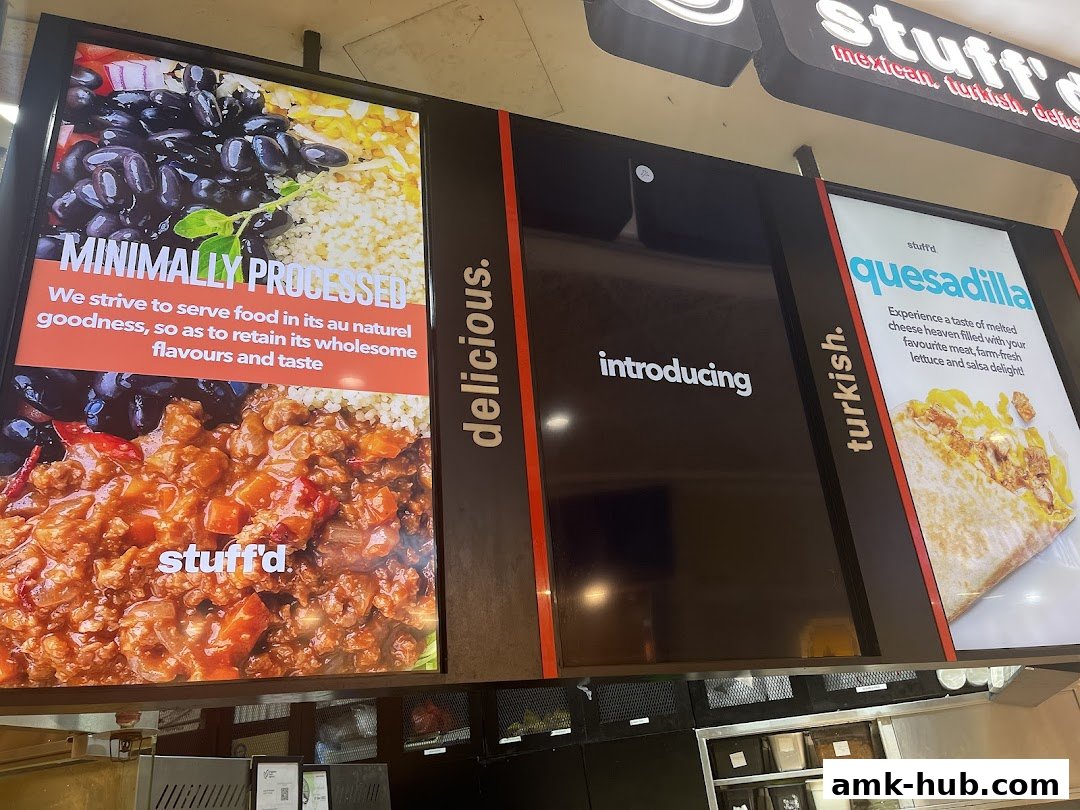 stuff'd
mexican. turkish.
MINIMALLY PROCESSED
We strive to serve food in its au naturel
goodness, so as to retain its wholesome
flavours and taste
stuff'd
delicious.
introducing
turkish.
stuff'd
quesadilla
Experience a taste of melted
cheese heaven filled with your
favourite meat, farm-fresh
lettuce and salsa delight!
amk-hub.com